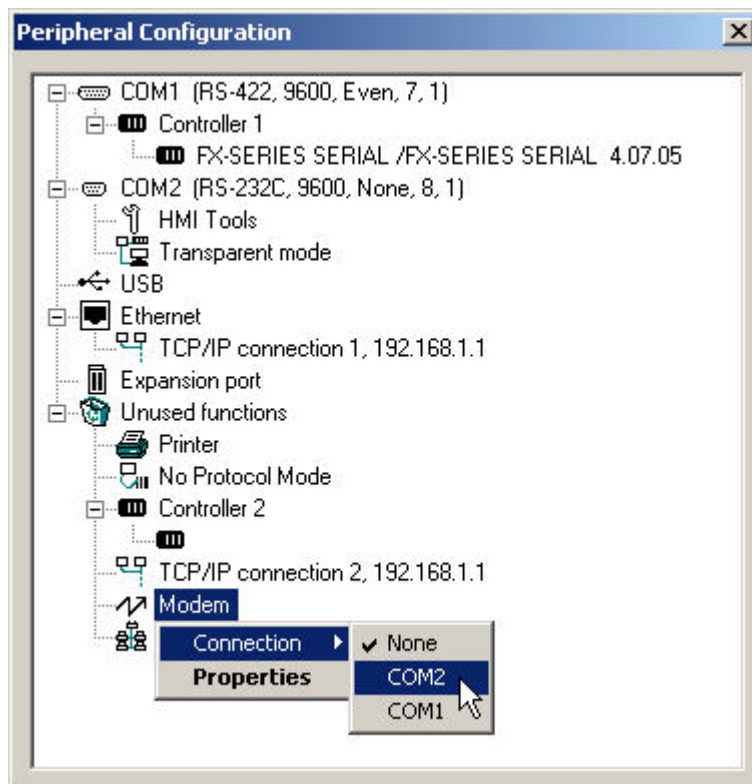 Peripheral Configuration
COM1 (RS-422, 9600, Even, 7, 1)
Controller 1
FX-SERIES SERIAL /FX-SERIES SERIAL 4.07.05
COM2 (RS-232C, 9600, None, 8, 1)
HMI Tools
Transparent mode
USB
Ethernet
TCP/IP connection 1, 192.168.1.1
Expansion port
Unused functions
Printer
No Protocol Mode
Controller 2
TCP/IP connection 2, 192.168.1.1
Modem
Connection
None
Properties
COM2
COM1